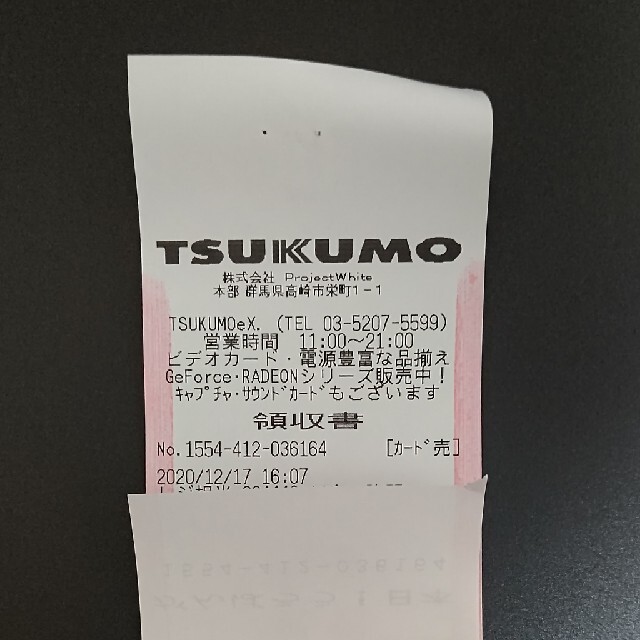 TSUKUMO
株式会社 ProjectWhite
本部 群馬県高崎市栄町1-1
TSUKUMOeX. (TEL 03-5207-5599)
営業時間 11:00～21:00
ビデオカード・電源豊富な品揃え
GeForce・RADEONシリーズ販売中！
ｷｬﾌﾟﾁｬ・ｻｳﾝﾄﾞｶｰﾄﾞもございます
領収書
No.1554-412-036164 [ｶｰﾄﾞ売]
2020/12/17 16:07